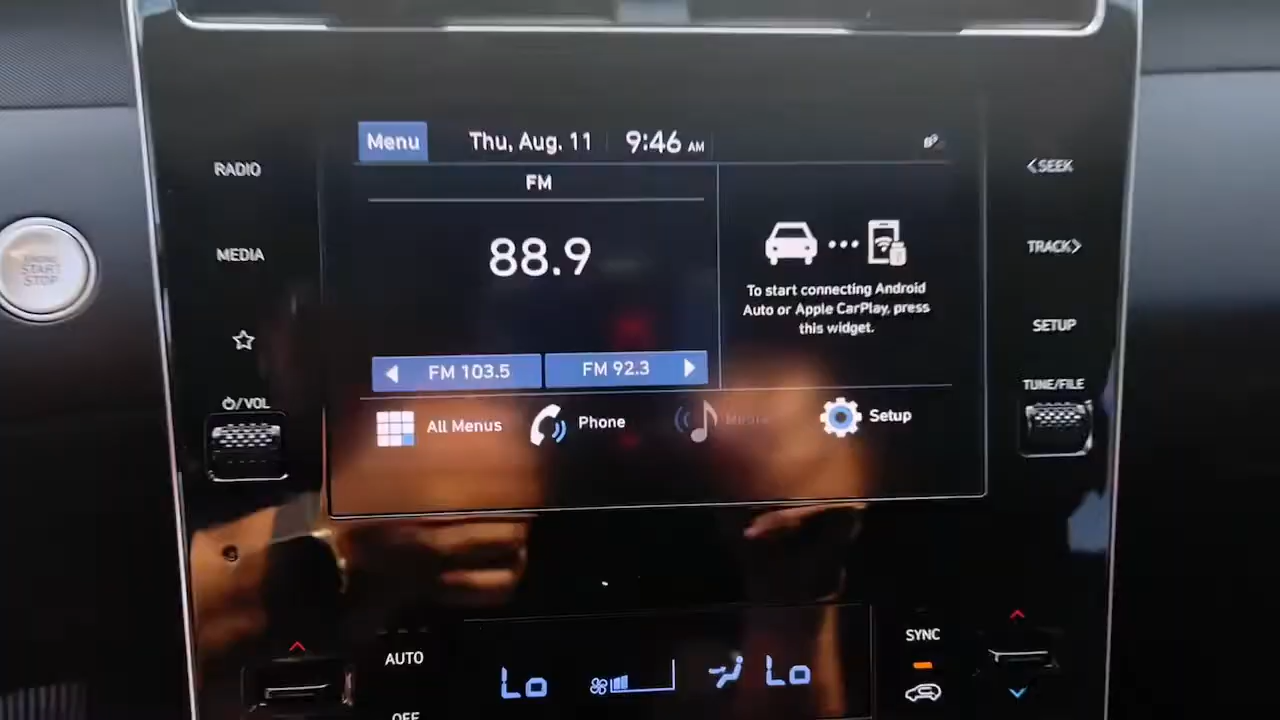 Menu
Thu, Aug. 11
9:46 AM
RADIO
<SEEK
FM
START
STOP
88.9
MEDIA
TRACK>
To start connecting Android
Auto or Apple CarPlay, press
this widget.
SETUP
FM 103.5
FM 92.3
/VOL
TUNE/FILE
All Menus
Phone
Media
Setup
AUTO
SYNC
Lo
Lo
OFF